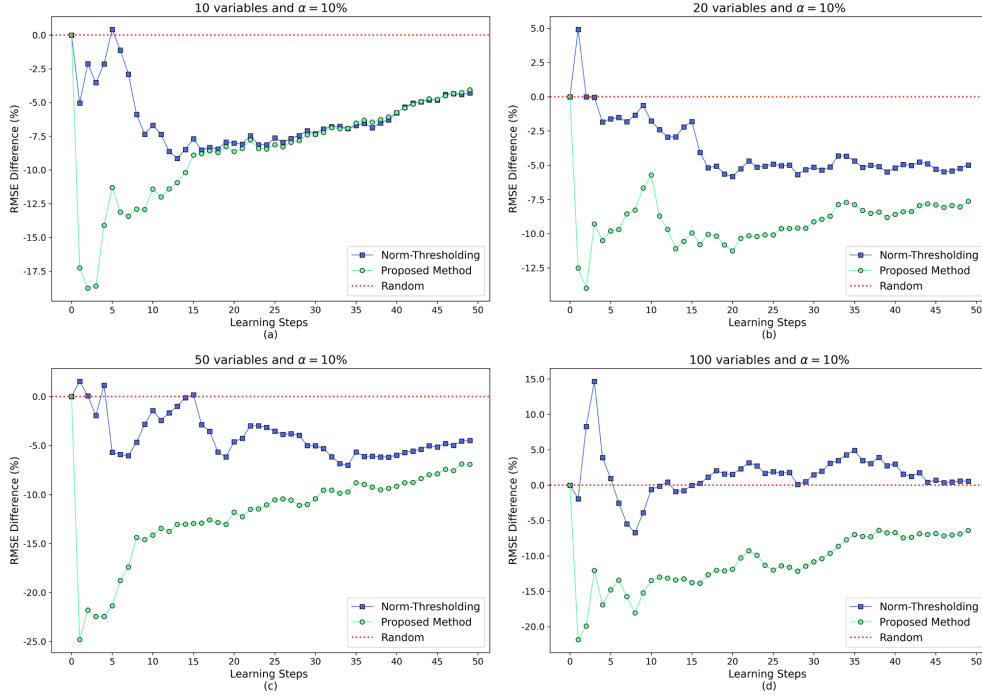 10 variables and α = 10%
RMSE Difference (%)
0.0
-2.5
-5.0
-7.5
-10.0
-12.5
-15.0
-17.5
0 5 10 15 20 25 30 35 40 45 50
Learning Steps
(a)
Norm-Thresholding
Proposed Method
Random
20 variables and α = 10%
RMSE Difference (%)
5.0
2.5
0.0
-2.5
-5.0
-7.5
-10.0
-12.5
0 5 10 15 20 25 30 35 40 45 50
Learning Steps
(b)
Norm-Thresholding
Proposed Method
Random
50 variables and α = 10%
RMSE Difference (%)
0.0
-5.0
-10.0
-15.0
-20.0
-25.0
0 5 10 15 20 25 30 35 40 45 50
Learning Steps
(c)
Norm-Thresholding
Proposed Method
Random
100 variables and α = 10%
RMSE Difference (%)
15.0
10.0
5.0
0.0
-5.0
-10.0
-15.0
-20.0
0 5 10 15 20 25 30 35 40 45 50
Learning Steps
(d)
Norm-Thresholding
Proposed Method
Random